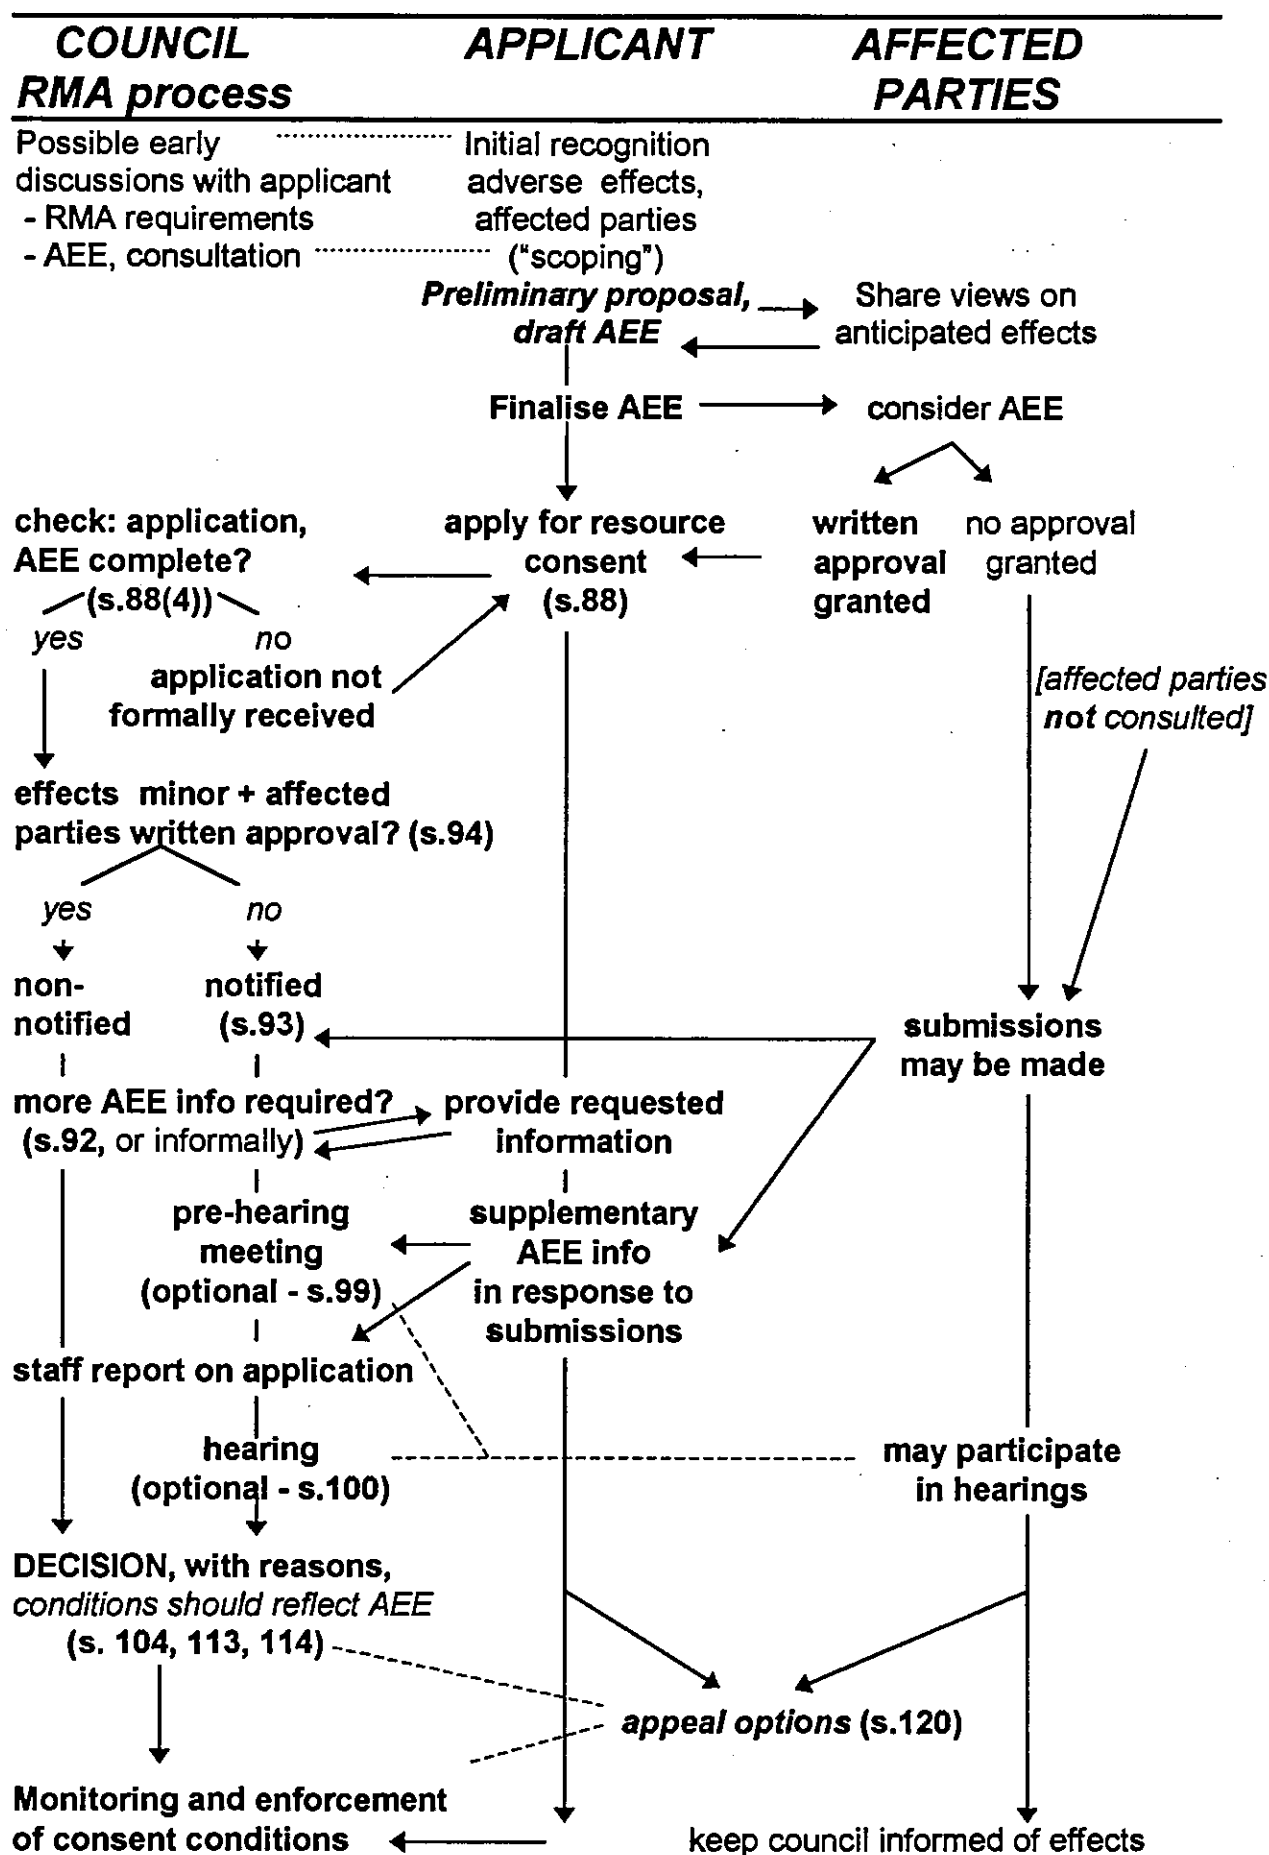 COUNCIL APPLICANT AFFECTED
RMA process PARTIES
Possible early Initial recognition
discussions with applicant adverse effects,
- RMA requirements affected parties
- AEE, consultation ("scoping")
Preliminary proposal, Share views on
draft AEE anticipated effects
Finalise AEE consider AEE
check: application, apply for resource written no approval
AEE complete? consent approval granted
(s.88(4)) (s.88) granted
yes no
application not [affected parties
formally received not consulted]
effects minor + affected
parties written approval? (s.94)
yes no
non- notified
notified (s.93) submissions
may be made
more AEE info required? provide requested
(s.92, or informally) information
pre-hearing supplementary
meeting AEE info
(optional - s.99) in response to
submissions
staff report on application
hearing may participate
(optional - s.100) in hearings
DECISION, with reasons,
conditions should reflect AEE
(s. 104, 113, 114)
appeal options (s.120)
Monitoring and enforcement
of consent conditions keep council informed of effects